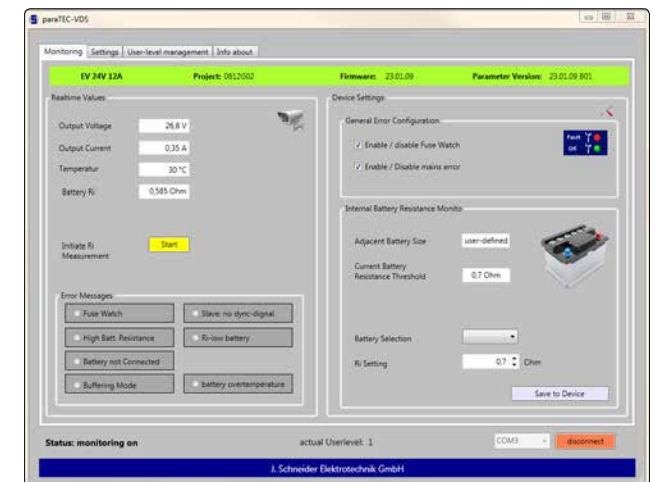 paraTEC-VDS
Monitoring Settings User-level management Info about
EV 24V 12A Project: 0812002 Firmware: 23.01.09 Parameter Version: 23.01.09 B01
Realtime Values
Output Voltage 26,8 V
Output Current 0,35 A
Temperatur 30 °C
Battery Ri 0,585 Ohm
Initiate Ri Start
Measurement
Error Messages
Fuse Watch Slave: no sync-dignal
High Batt. Resistance Ri-low battery
Battery not Connected
Buffering Mode battery overtemperature
Device Settings
General Error Configuration
Enable / disable Fuse Watch
Enable / Disable mains error
Fault
OK
Internal Battery Resistance Monito
Adjacent Battery Size user-defined
Current Battery
Resistance Threshold 0,7 Ohm
Battery Selection
Ri Setting 0.7 Ohm
Save to Device
Status: monitoring on actual Userlevel: 1 COM3 disconnect
J. Schneider Elektrotechnik GmbH